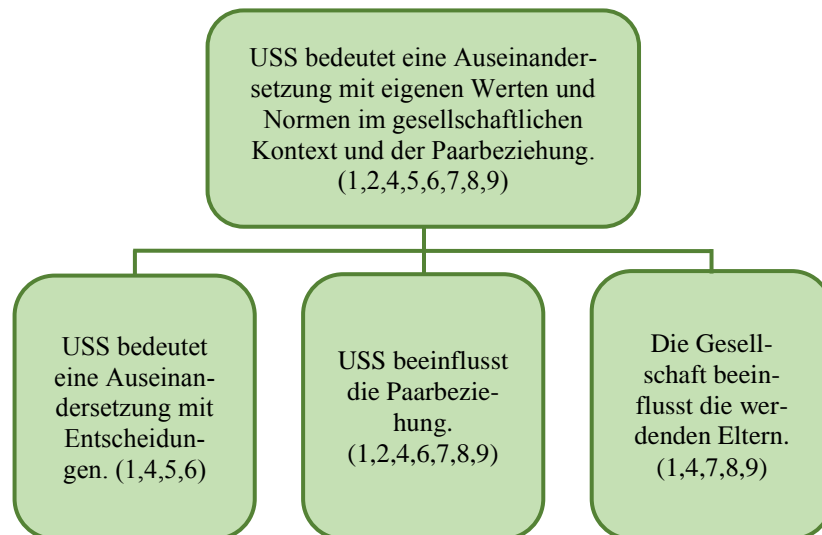 USS bedeutet eine Auseinander-
setzung mit eigenen Werten und
Normen im gesellschaftlichen
Kontext und der Paarbeziehung.
(1,2,4,5,6,7,8,9)
USS bedeutet
eine Auseinan-
dersetzung mit
Entscheidun-
gen. (1,4,5,6)
USS beeinflusst
die Paarbezie-
hung.
(1,2,4,6,7,8,9)
Die Gesell-
schaft beein-
flusst die wer-
denden Eltern.
(1,4,7,8,9)